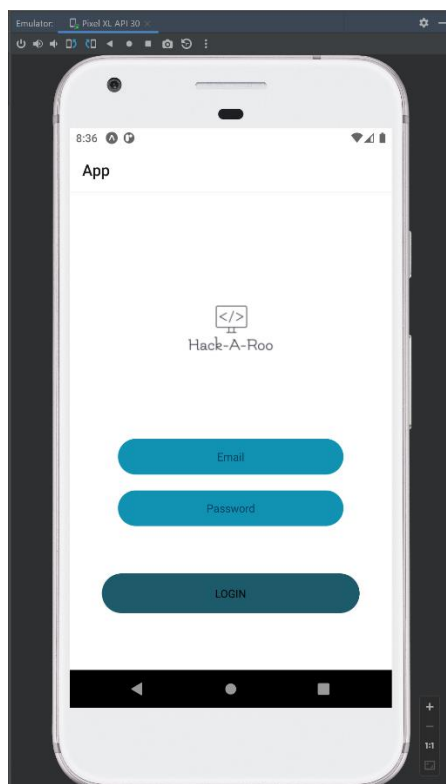 Emulator: Pixel XL API 30
8:36
App
</>
Hack-A-Roo
Email
Password
LOGIN
1:1